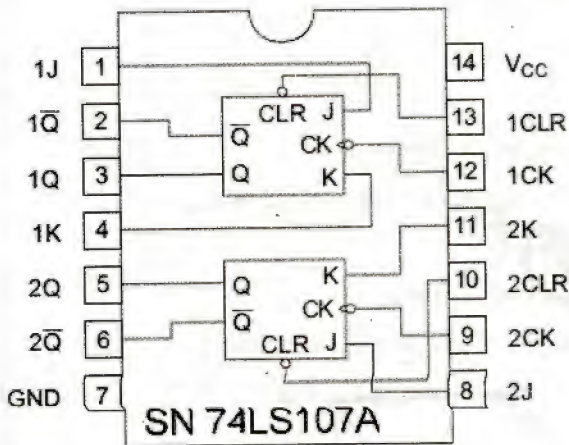 1J 1 14 VCC
CLR J
1Q̅ 2 Q̅ 13 1CLR
CK
1Q 3 Q 12 1CK
K
1K 4 11 2K
2Q 5 Q K 10 2CLR
CK
2Q̅ 6 Q̅ 9 2CK
CLR J
GND 7 8 2J
SN 74LS107A